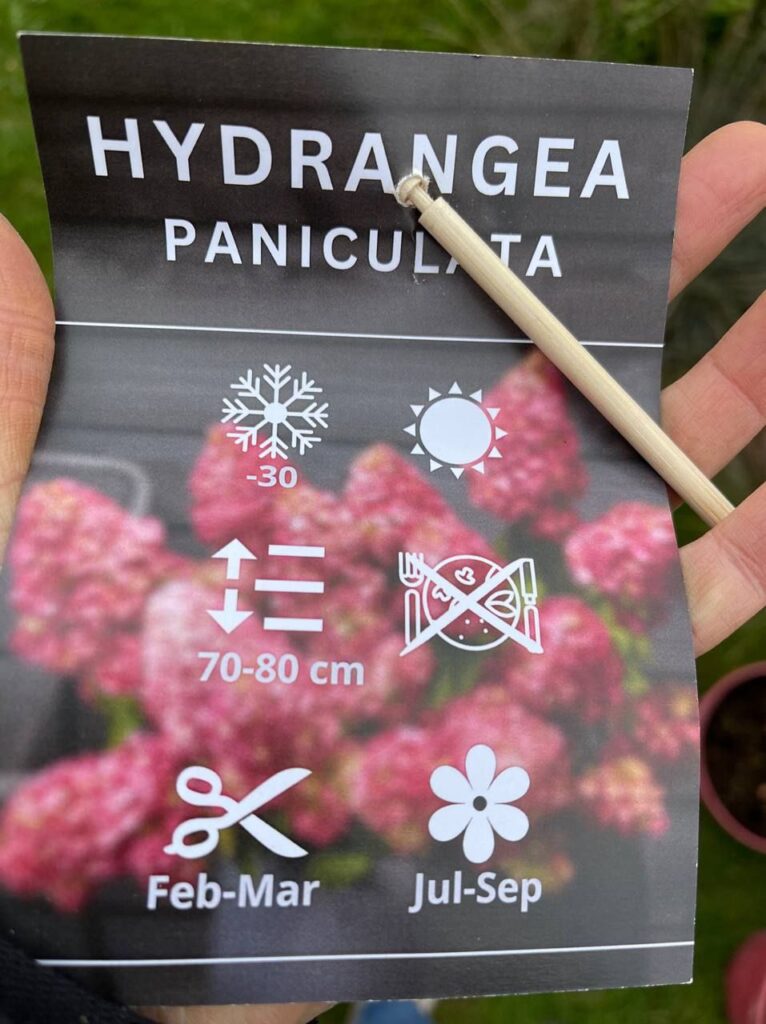 HYDRANGEA
PANICULATA
-30
70-80 cm
Feb-Mar
Jul-Sep